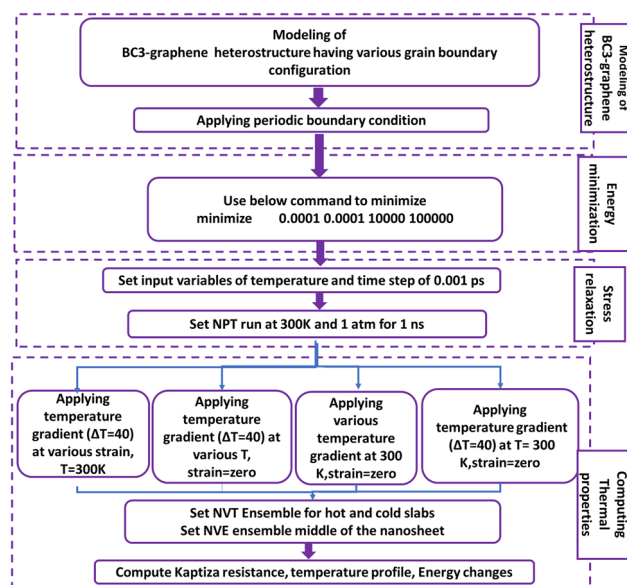 Modeling of
BC3-graphene heterostructure having various grain boundary
configuration
Applying periodic boundary condition
Modeling of
BC3-graphene
heterostructure
Use below command to minimize
minimize 0.0001 0.0001 10000 100000
Energy
minimization
Set input variables of temperature and time step of 0.001 ps
Set NPT run at 300K and 1 atm for 1 ns
Stress
relaxation
Applying
temperature
gradient (ΔT=40)
at various strain,
T=300K
Applying
temperature
gradient (ΔT=40) at
various T,
strain=zero
Applying
various
temperature
gradient at 300
K,strain=zero
Applying
temperature gradient
(ΔT=40) at T= 300
K,strain=zero
Set NVT Ensemble for hot and cold slabs
Set NVE ensemble middle of the nanosheet
Compute Kaptiza resistance, temperature profile, Energy changes
Computing
Thermal
properties